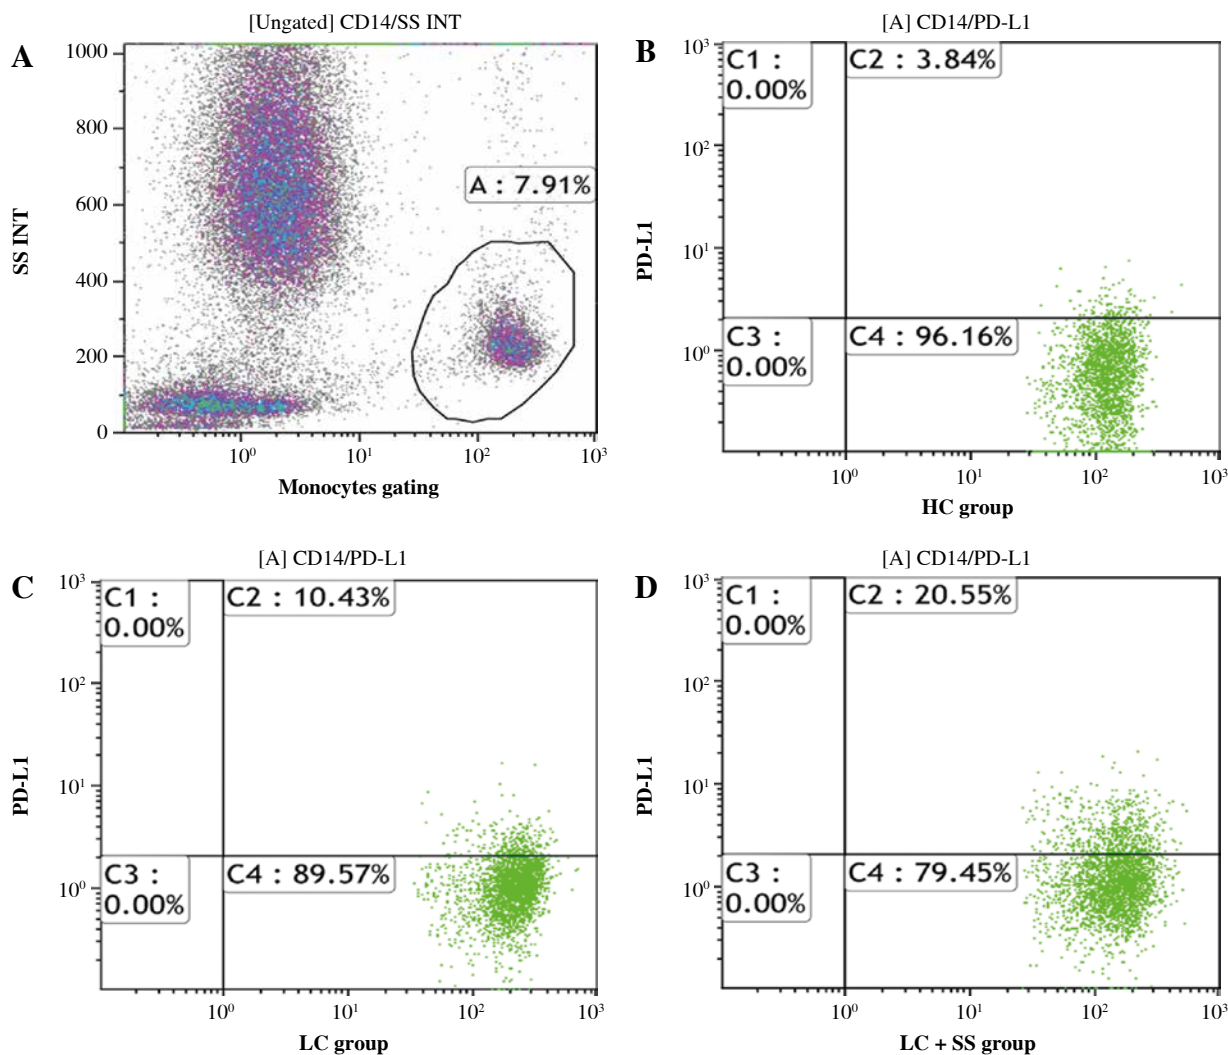 [Ungated] CD14/SS INT
A
1000
800
600
400
200
0
SS INT
A : 7.91%
10⁰
10¹
10²
10³
Monocytes gating
[A] CD14/PD-L1
B
10³
10²
10¹
10⁰
PD-L1
C1 :
0.00%
C2 : 3.84%
C3 :
0.00%
C4 : 96.16%
10⁰
10¹
10²
10³
HC group
[A] CD14/PD-L1
C
10³
10²
10¹
10⁰
PD-L1
C1 :
0.00%
C2 : 10.43%
C3 :
0.00%
C4 : 89.57%
10⁰
10¹
10²
10³
LC group
[A] CD14/PD-L1
D
10³
10²
10¹
10⁰
PD-L1
C1 :
0.00%
C2 : 20.55%
C3 :
0.00%
C4 : 79.45%
10⁰
10¹
10²
10³
LC + SS group